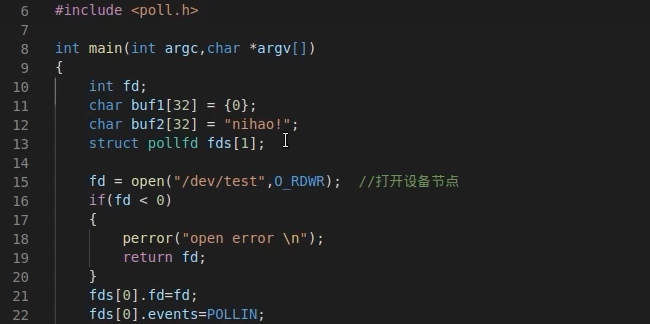 6 #include <poll.h>
7
8 int main(int argc,char *argv[])
9 {
10     int fd;
11     char buf1[32] = {0};
12     char buf2[32] = "nihao!";
13     struct pollfd fds[1];
14
15     fd = open("/dev/test",O_RDWR);  //打开设备节点
16     if(fd < 0)
17     {
18         perror("open error \n");
19         return fd;
20     }
21     fds[0].fd=fd;
22     fds[0].events=POLLIN;